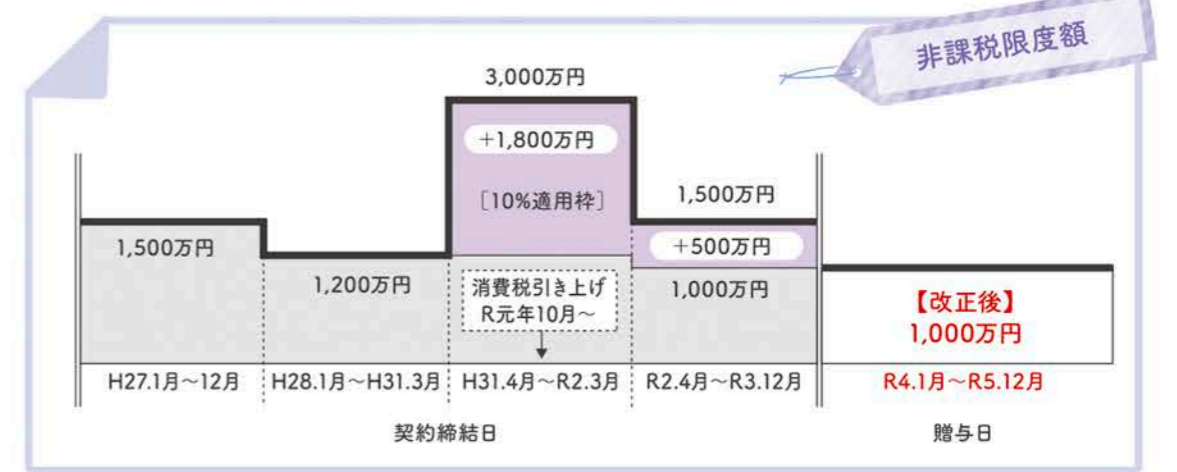 非課税限度額
3,000万円
+1,800万円
［10%適用枠］
1,500万円
1,500万円
+500万円
1,200万円
消費税引き上げ
R元年10月〜
1,000万円
【改正後】
1,000万円
H27.1月〜12月
H28.1月〜H31.3月
H31.4月〜R2.3月
R2.4月〜R3.12月
R4.1月〜R5.12月
契約締結日
贈与日